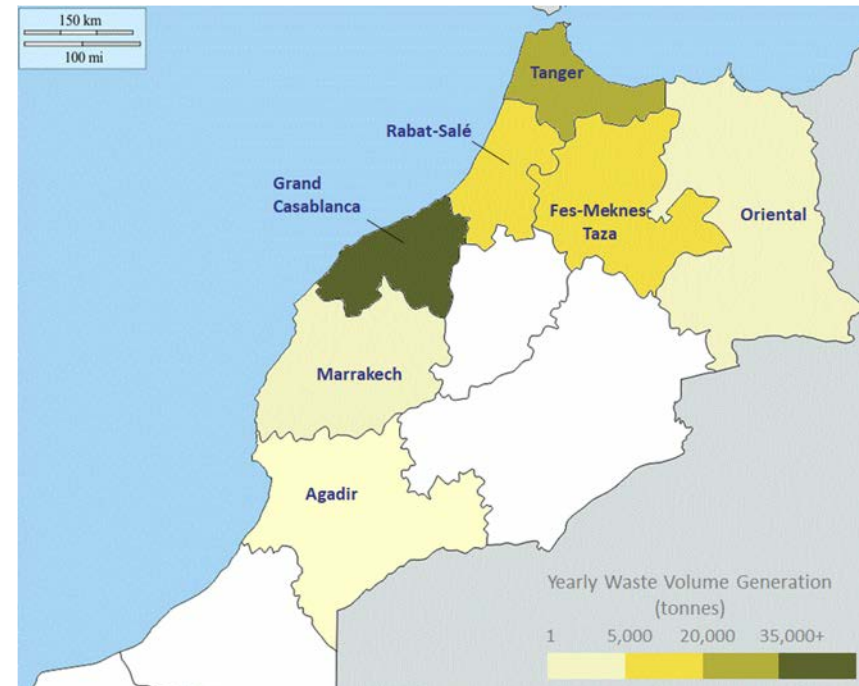 150 km
100 mi
Tanger
Rabat-Salé
Grand
Casablanca
Fes-Meknes-
Taza
Oriental
Marrakech
Agadir
Yearly Waste Volume Generation
(tonnes)
1 5,000 20,000 35,000+